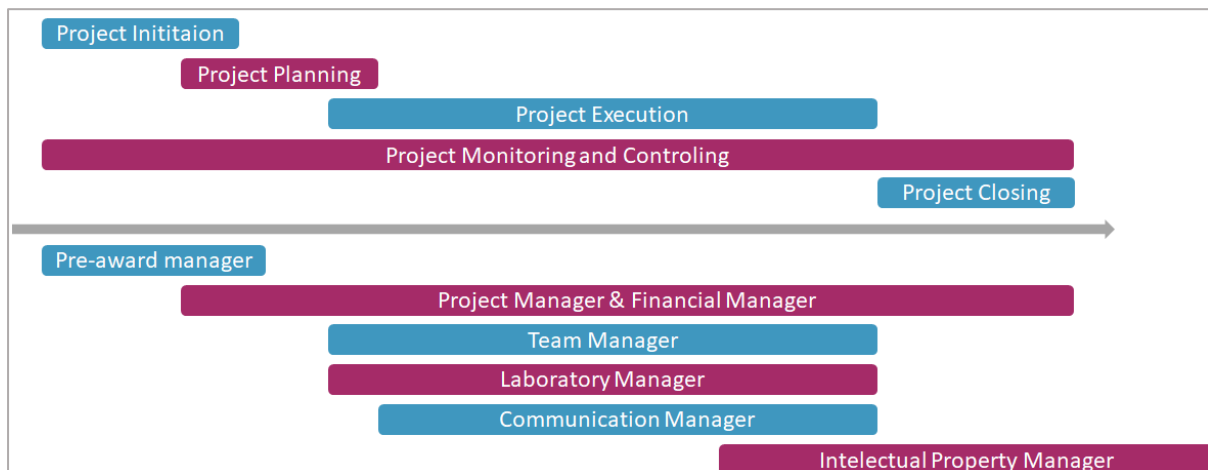 Project Inititaion
Project Planning
Project Execution
Project Monitoring and Controling
Project Closing
Pre-award manager
Project Manager & Financial Manager
Team Manager
Laboratory Manager
Communication Manager
Intelectual Property Manager